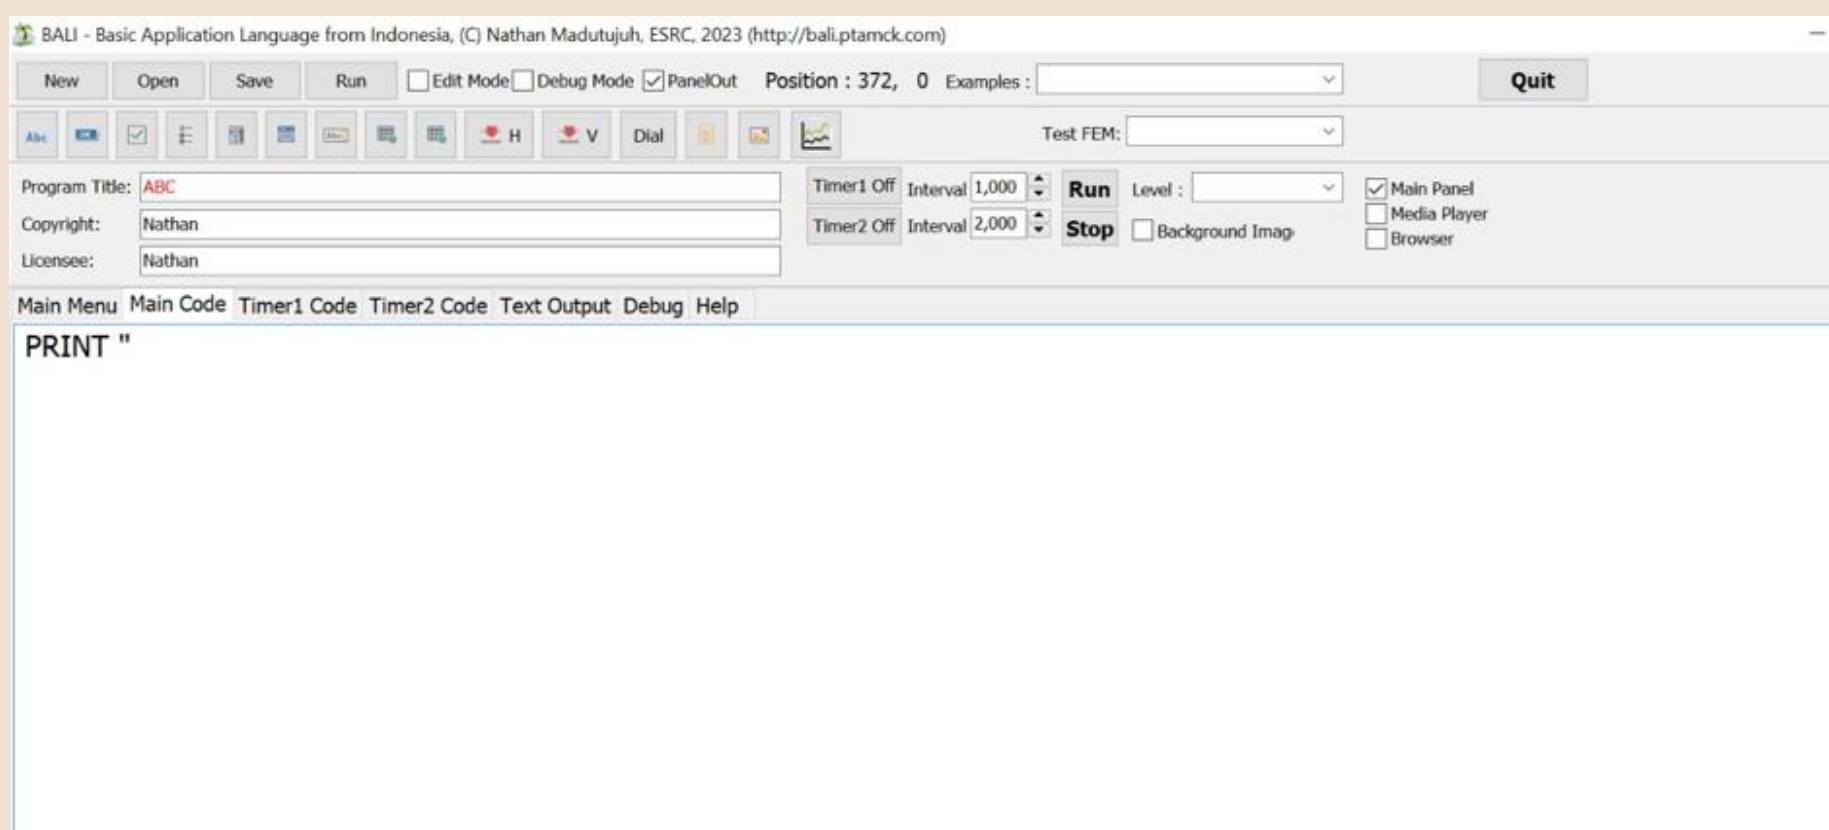 BALI - Basic Application Language from Indonesia, (C) Nathan Madutujuh, ESRC, 2023 (http://bali.ptamck.com)
New Open Save Run Edit Mode Debug Mode PanelOut Position : 372, 0 Examples : Quit
Abc H V Dial Test FEM:
Program Title: ABC Timer1 Off Interval 1,000 Run Level : Main Panel
Copyright: Nathan Timer2 Off Interval 2,000 Stop Background Imag Media Player
Licensee: Nathan Browser
Main Menu Main Code Timer1 Code Timer2 Code Text Output Debug Help
PRINT "